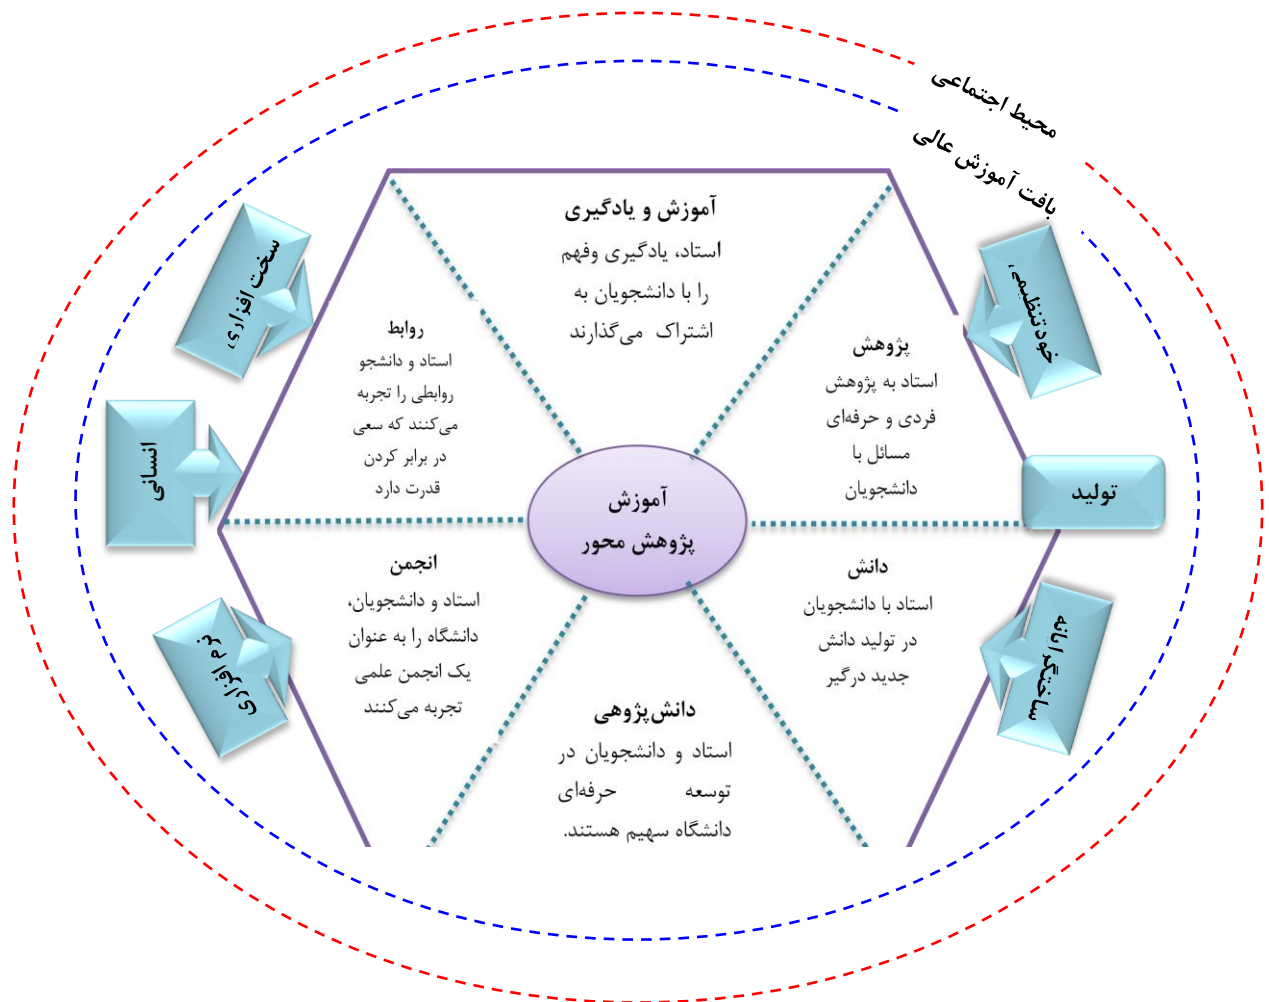 محیط اجتماعی
بافت آموزش عالی
آموزش و یادگیری
استاد، یادگیری وفهم
را با دانشجویان به
اشتراک می‌گذارند
پژوهش
استاد به پژوهش
فردی و حرفه‌ای
مسائل با
دانشجویان
روابط
استاد و دانشجو
روابطی را تجربه
می‌کنند که سعی
در برابر کردن
قدرت دارد
آموزش
پژوهش محور
دانش
استاد با دانشجویان
در تولید دانش
جدید درگیر
انجمن
استاد و دانشجویان،
دانشگاه را به عنوان
یک انجمن علمی
تجربه می‌کنند
دانش‌پژوهی
استاد و دانشجویان در
توسعه حرفه‌ای
دانشگاه سهیم هستند.
خودتنظیمی،
تولید
ساختگرایانه
سخت افزاری،
انسانی
نرم افزاری